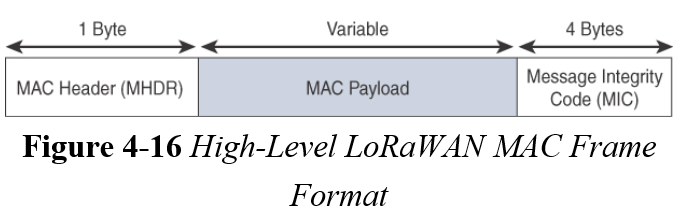 1 Byte Variable 4 Bytes
MAC Header (MHDR) MAC Payload Message Integrity
Code (MIC)
Figure 4-16 High-Level LoRaWAN MAC Frame
Format